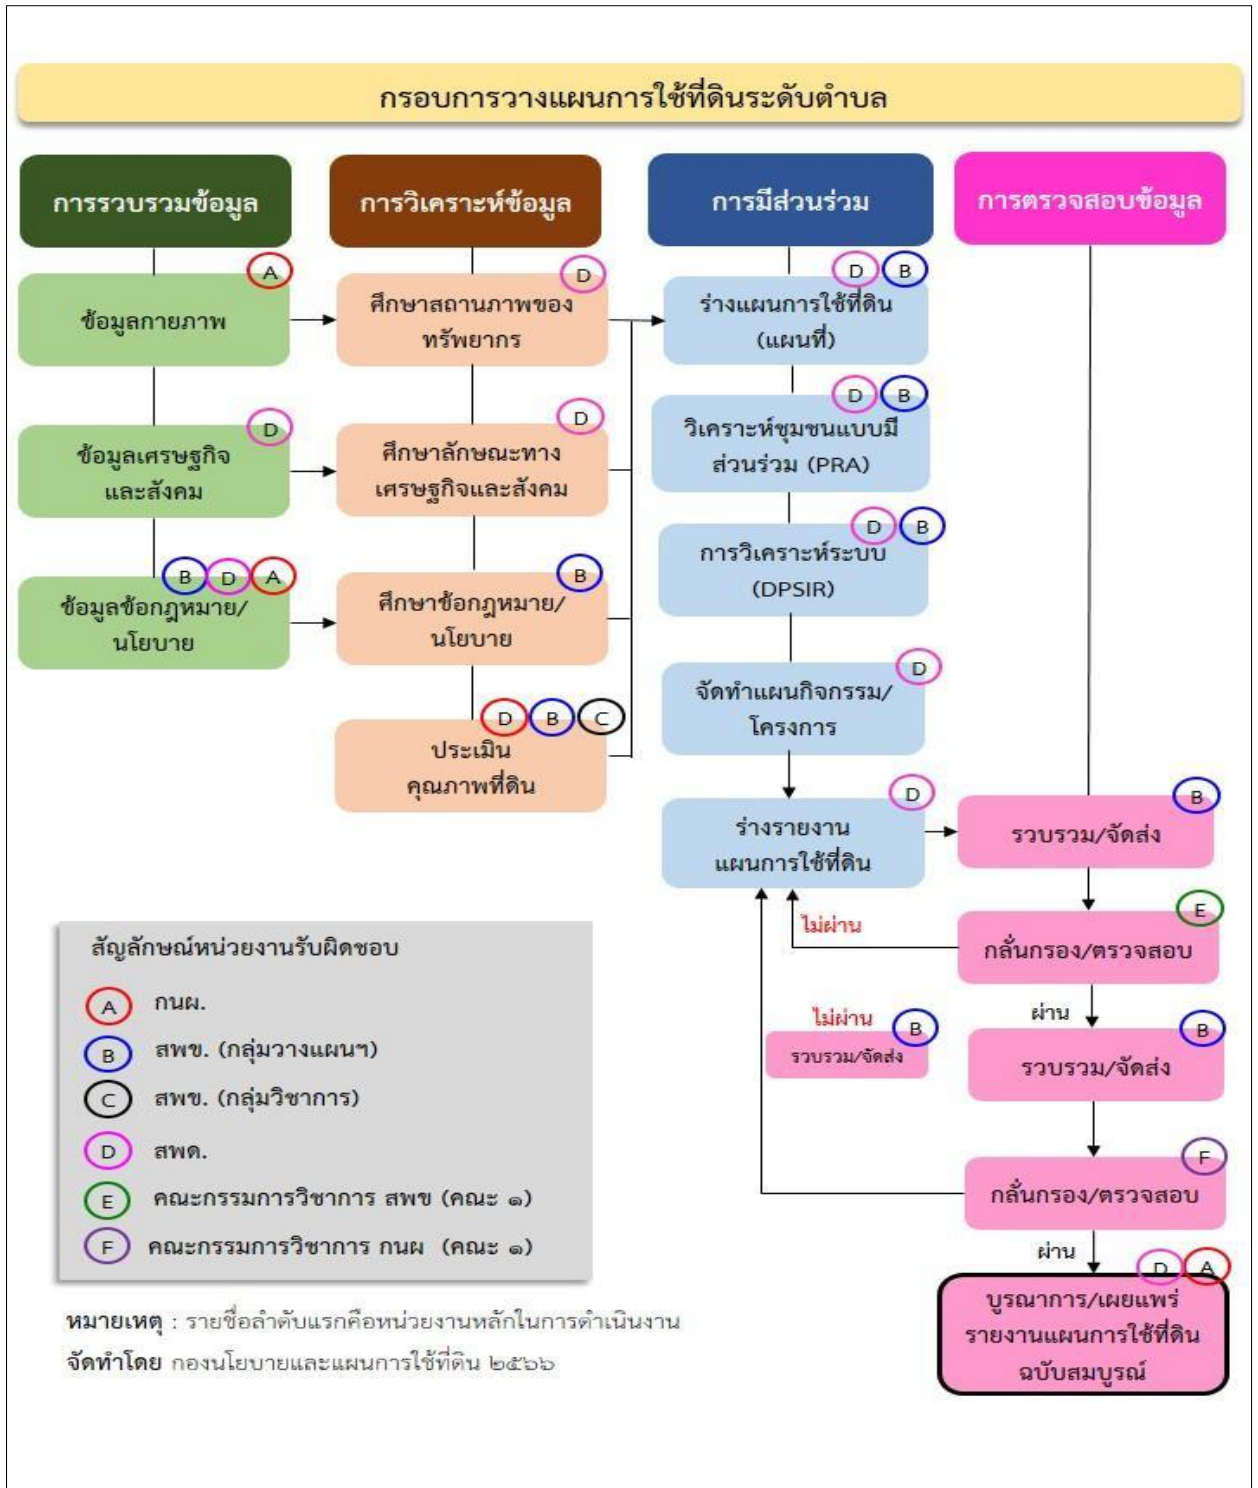 กรอบการวางแผนการใช้ที่ดินระดับตำบล
การรวบรวมข้อมูล
A
ข้อมูลกายภาพ
D
ข้อมูลเศรษฐกิจ
และสังคม
B D A
ข้อมูลข้อกฎหมาย/
นโยบาย
การวิเคราะห์ข้อมูล
D
ศึกษาสถานภาพของ
ทรัพยากร
D
ศึกษาลักษณะทาง
เศรษฐกิจและสังคม
B
ศึกษาข้อกฎหมาย/
นโยบาย
D B C
ประเมิน
คุณภาพที่ดิน
การมีส่วนร่วม
D B
ร่างแผนการใช้ที่ดิน
(แผนที่)
D B
วิเคราะห์ชุมชนแบบมี
ส่วนร่วม (PRA)
D B
การวิเคราะห์ระบบ
(DPSIR)
D
จัดทำแผนกิจกรรม/
โครงการ
D
ร่างรายงาน
แผนการใช้ที่ดิน
การตรวจสอบข้อมูล
B
รวบรวม/จัดส่ง
E
กลั่นกรอง/ตรวจสอบ
ไม่ผ่าน
ผ่าน
B
รวบรวม/จัดส่ง
ไม่ผ่าน
B
รวบรวม/จัดส่ง
F
กลั่นกรอง/ตรวจสอบ
ผ่าน
D A
บูรณาการ/เผยแพร่
รายงานแผนการใช้ที่ดิน
ฉบับสมบูรณ์
สัญลักษณ์หน่วยงานรับผิดชอบ
A กนผ.
B สพข. (กลุ่มวางแผนฯ)
C สพข. (กลุ่มวิชาการ)
D สพด.
E คณะกรรมการวิชาการ สพข (คณะ ๑)
F คณะกรรมการวิชาการ กนผ (คณะ ๑)
หมายเหตุ : รายชื่อลำดับแรกคือหน่วยงานหลักในการดำเนินงาน
จัดทำโดย กองนโยบายและแผนการใช้ที่ดิน ๒๕๖๖